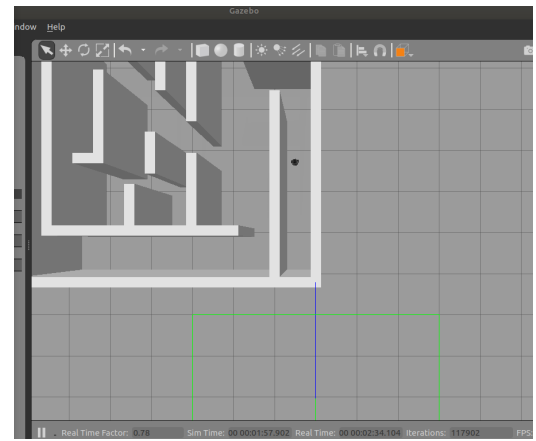 Gazebo
ndow Help
Real Time Factor: 0.78 Sim Time: 00 00:01:57.902 Real Time: 00 00:02:34.104 Iterations: 117902 FPS: